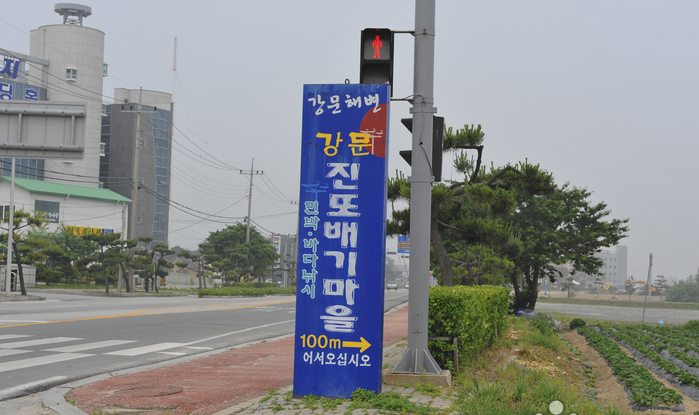 강문해변
강문
진또배기마을
민박·바다낚시
100m →
어서오십시오